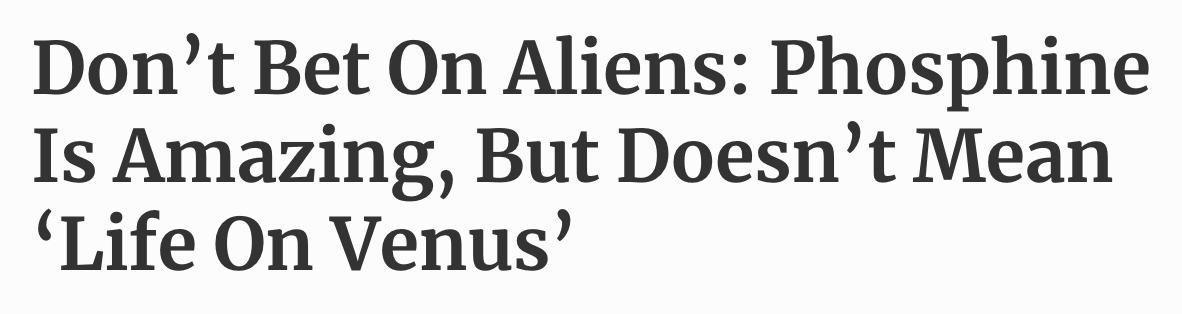 Don’t Bet On Aliens: Phosphine
Is Amazing, But Doesn’t Mean
‘Life On Venus’